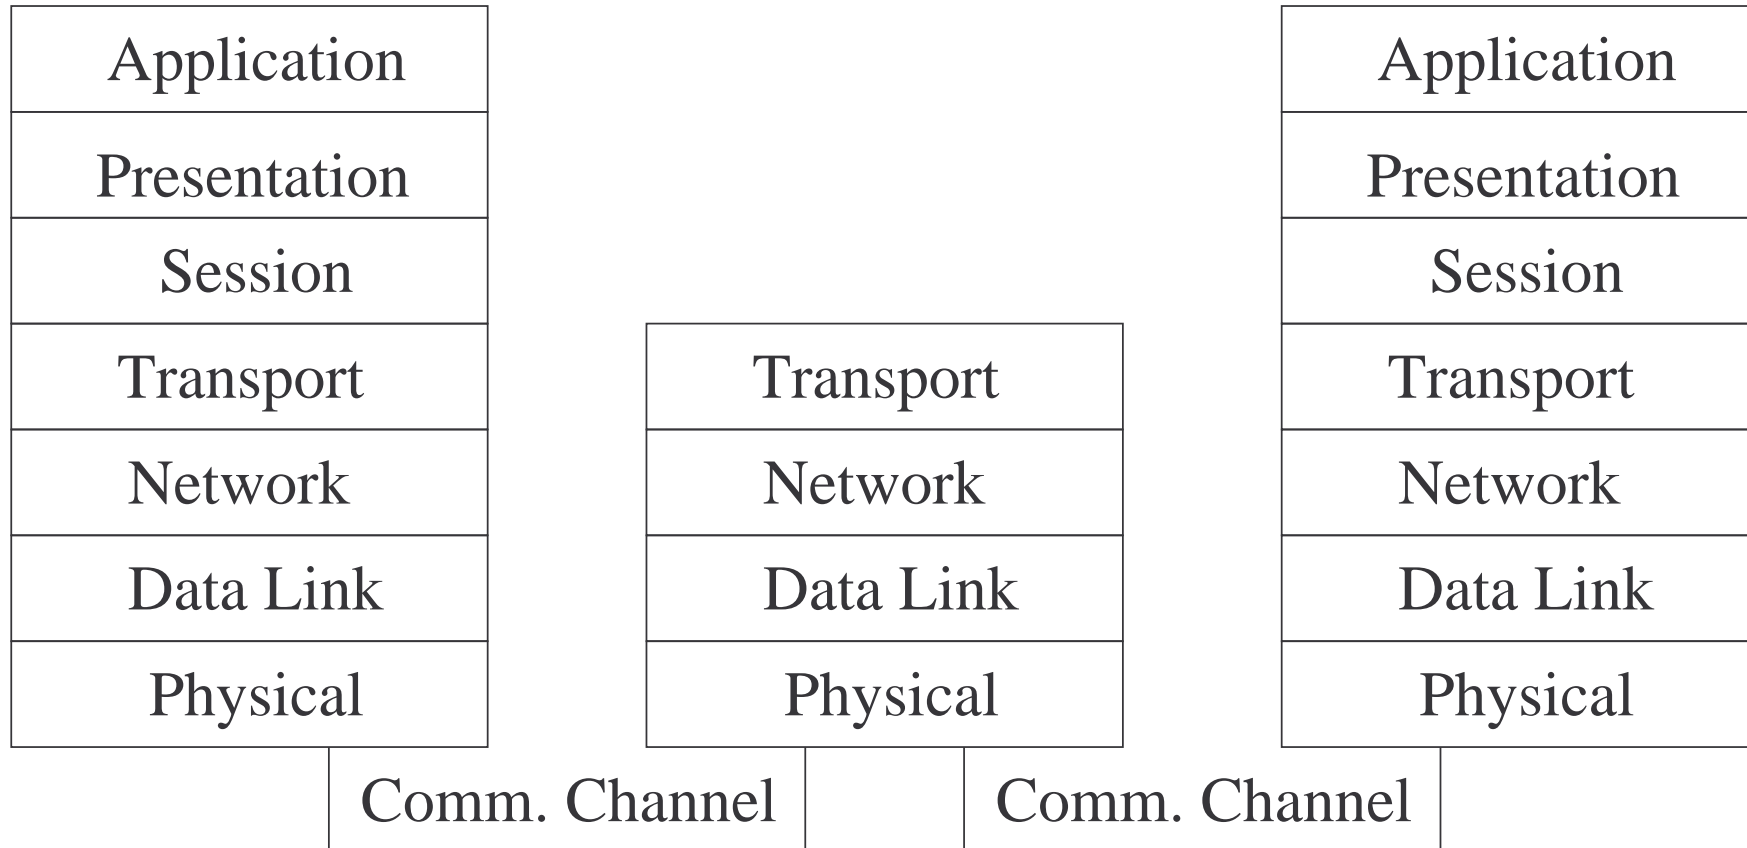 Application
Presentation
Session
Transport
Network
Data Link
Physical
Transport
Network
Data Link
Physical
Application
Presentation
Session
Transport
Network
Data Link
Physical
Comm. Channel
Comm. Channel